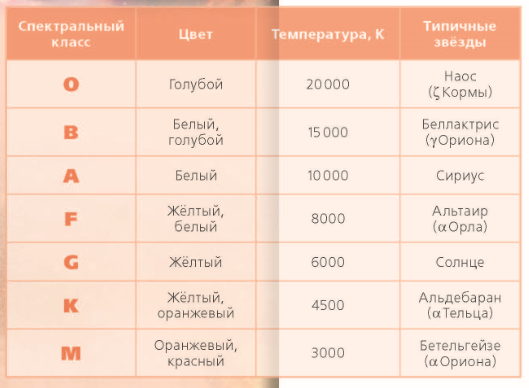 Спектральный
класс
Цвет
Температура, К
Типичные
звёзды
O
Голубой
20 000
Наос
(ζ Кормы)
B
Белый,
голубой
15 000
Беллактрис
(γ Ориона)
A
Белый
10 000
Сириус
F
Жёлтый,
белый
8000
Альтаир
(α Орла)
G
Жёлтый
6000
Солнце
K
Жёлтый,
оранжевый
4500
Альдебаран
(α Тельца)
M
Оранжевый,
красный
3000
Бетельгейзе
(α Ориона)